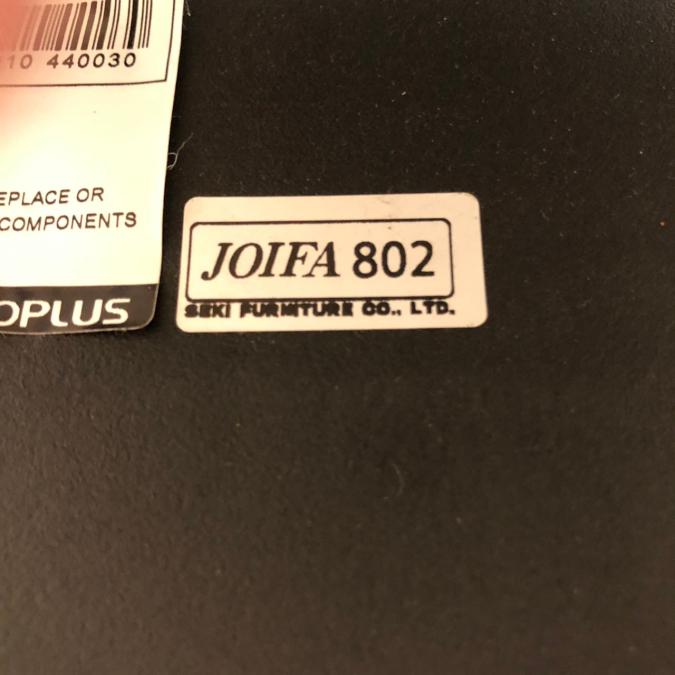 10 440030
EPLACE OR
COMPONENTS
OPLUS
JOIFA 802
SEKI FURNITURE CO., LTD.